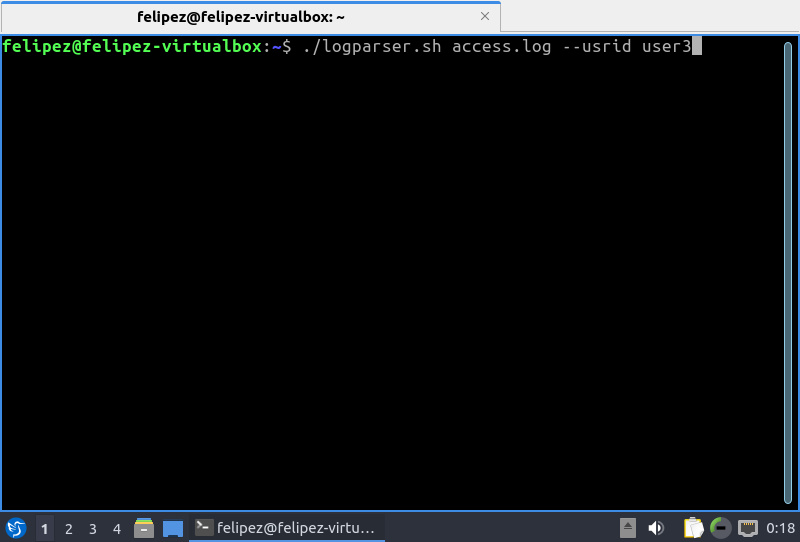 felipez@felipez-virtualbox: ~
felipez@felipez-virtualbox:~$ ./logparser.sh access.log --usrid user3
1 2 3 4 felipez@felipez-virtu... 0:18